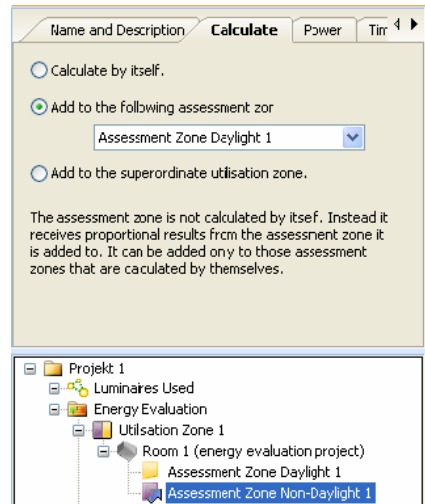 Name and Description Calculate Power Tim
Calculate by itself.
Add to the following assessment zor
Assessment Zone Daylight 1
Add to the superordinate utilisation zone.
The assessment zone is not calculated by itsef. Instead it
receives proportional results from the assessment zone it
is added to. It can be added ony to those assessment
zones that are caculated by themselves.
Projekt 1
Luminaires Used
Energy Evaluation
Utilsation Zone 1
Room 1 (energy evaluation project)
Assessment Zone Daylight 1
Assessment Zone Non-Daylight 1